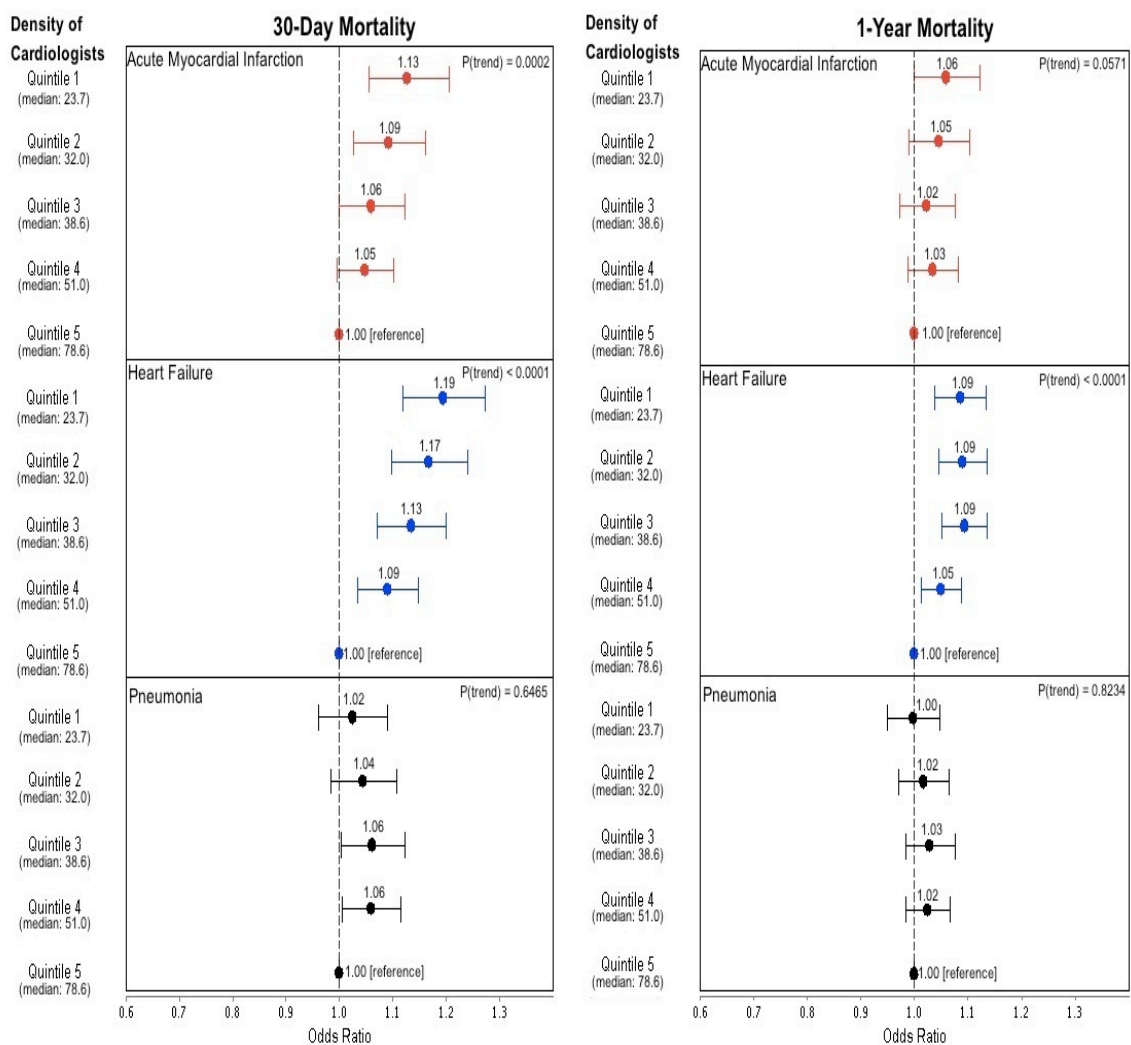 Density of
Cardiologists
30-Day Mortality
Acute Myocardial Infarction
P(trend) = 0.0002
Quintile 1
(median: 23.7)
1.13
Quintile 2
(median: 32.0)
1.09
Quintile 3
(median: 38.6)
1.06
Quintile 4
(median: 51.0)
1.05
Quintile 5
(median: 78.6)
1.00 [reference]
Heart Failure
P(trend) < 0.0001
Quintile 1
(median: 23.7)
1.19
Quintile 2
(median: 32.0)
1.17
Quintile 3
(median: 38.6)
1.13
Quintile 4
(median: 51.0)
1.09
Quintile 5
(median: 78.6)
1.00 [reference]
Pneumonia
P(trend) = 0.6465
Quintile 1
(median: 23.7)
1.02
Quintile 2
(median: 32.0)
1.04
Quintile 3
(median: 38.6)
1.06
Quintile 4
(median: 51.0)
1.06
Quintile 5
(median: 78.6)
1.00 [reference]
0.6 0.7 0.8 0.9 1.0 1.1 1.2 1.3
Odds Ratio
Density of
Cardiologists
1-Year Mortality
Acute Myocardial Infarction
P(trend) = 0.0571
Quintile 1
(median: 23.7)
1.06
Quintile 2
(median: 32.0)
1.05
Quintile 3
(median: 38.6)
1.02
Quintile 4
(median: 51.0)
1.03
Quintile 5
(median: 78.6)
1.00 [reference]
Heart Failure
P(trend) < 0.0001
Quintile 1
(median: 23.7)
1.09
Quintile 2
(median: 32.0)
1.09
Quintile 3
(median: 38.6)
1.09
Quintile 4
(median: 51.0)
1.05
Quintile 5
(median: 78.6)
1.00 [reference]
Pneumonia
P(trend) = 0.8234
Quintile 1
(median: 23.7)
1.00
Quintile 2
(median: 32.0)
1.02
Quintile 3
(median: 38.6)
1.03
Quintile 4
(median: 51.0)
1.02
Quintile 5
(median: 78.6)
1.00 [reference]
0.6 0.7 0.8 0.9 1.0 1.1 1.2 1.3
Odds Ratio